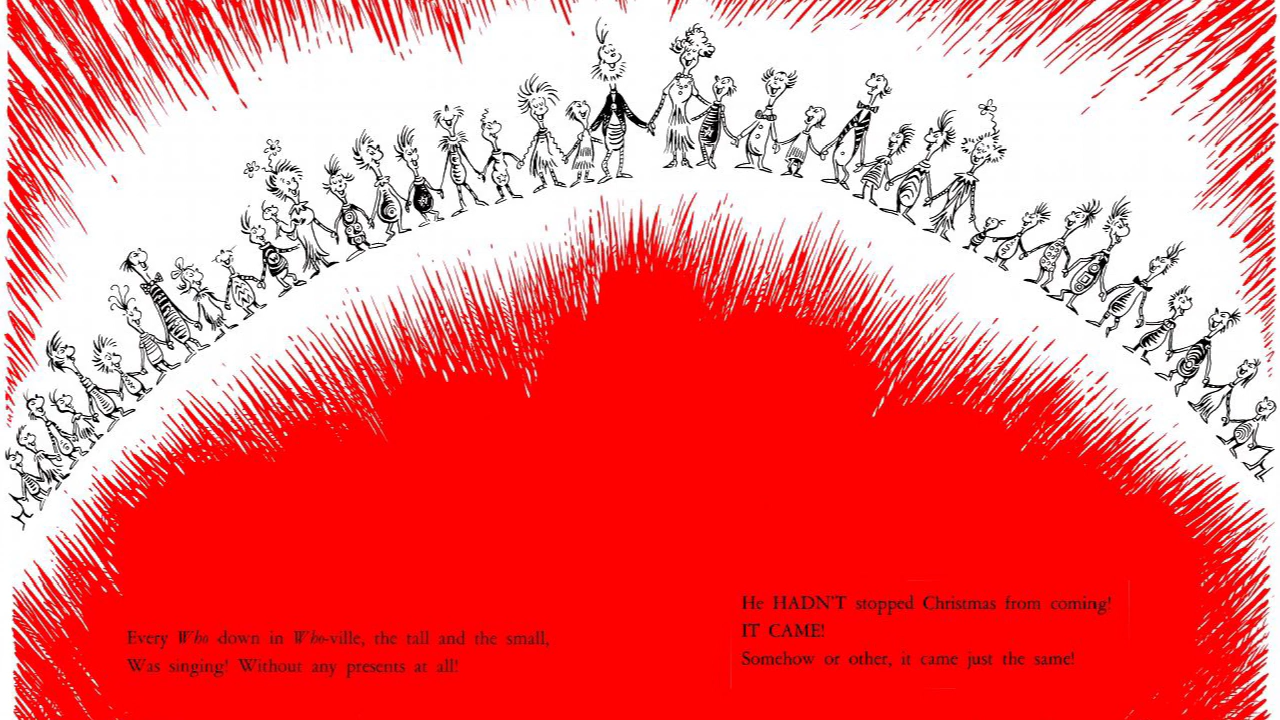 Every Who down in Who-ville, the tall and the small,
Was singing! Without any presents at all!
He HADN'T stopped Christmas from coming!
IT CAME!
Somehow or other, it came just the same!